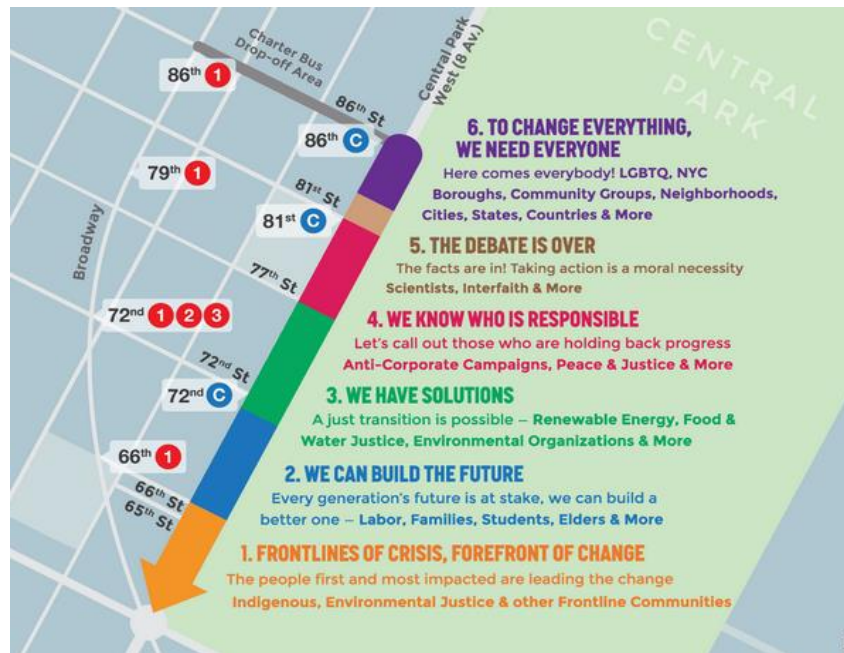 Charter Bus
Drop-off Area
Central Park
West (8 Av.)
CENTRAL
PARK
86th 1
86th St
86th C
79th 1
81st St
81st C
Broadway
77th St
72nd 1 2 3
72nd St
72nd C
66th 1
66th St
65th St
6. TO CHANGE EVERYTHING,
WE NEED EVERYONE
Here comes everybody! LGBTQ, NYC
Boroughs, Community Groups, Neighborhoods,
Cities, States, Countries & More
5. THE DEBATE IS OVER
The facts are in! Taking action is a moral necessity
Scientists, Interfaith & More
4. WE KNOW WHO IS RESPONSIBLE
Let's call out those who are holding back progress
Anti-Corporate Campaigns, Peace & Justice & More
3. WE HAVE SOLUTIONS
A just transition is possible – Renewable Energy, Food &
Water Justice, Environmental Organizations & More
2. WE CAN BUILD THE FUTURE
Every generation's future is at stake, we can build a
better one – Labor, Families, Students, Elders & More
1. FRONTLINES OF CRISIS, FOREFRONT OF CHANGE
The people first and most impacted are leading the change
Indigenous, Environmental Justice & other Frontline Communities